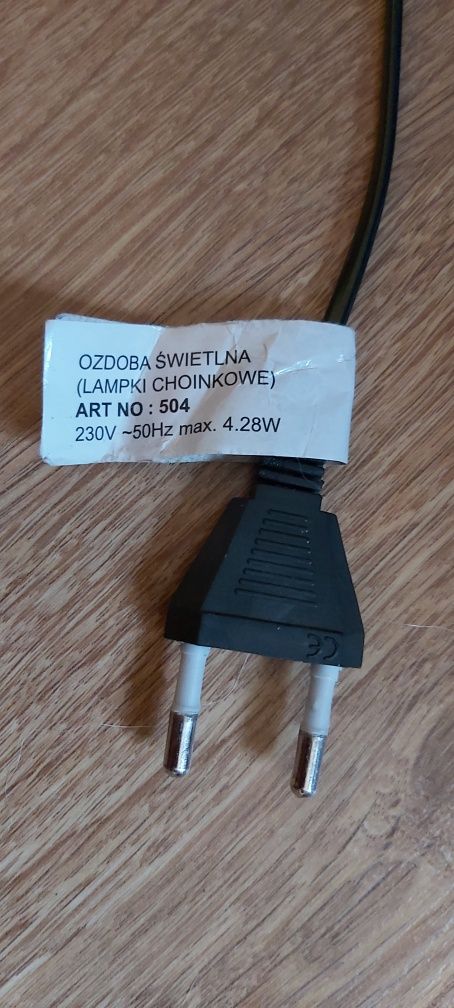 OZDOBA ŚWIETLNA
(LAMPKI CHOINKOWE)
ART NO : 504
230V ~50Hz max. 4.28W
CE